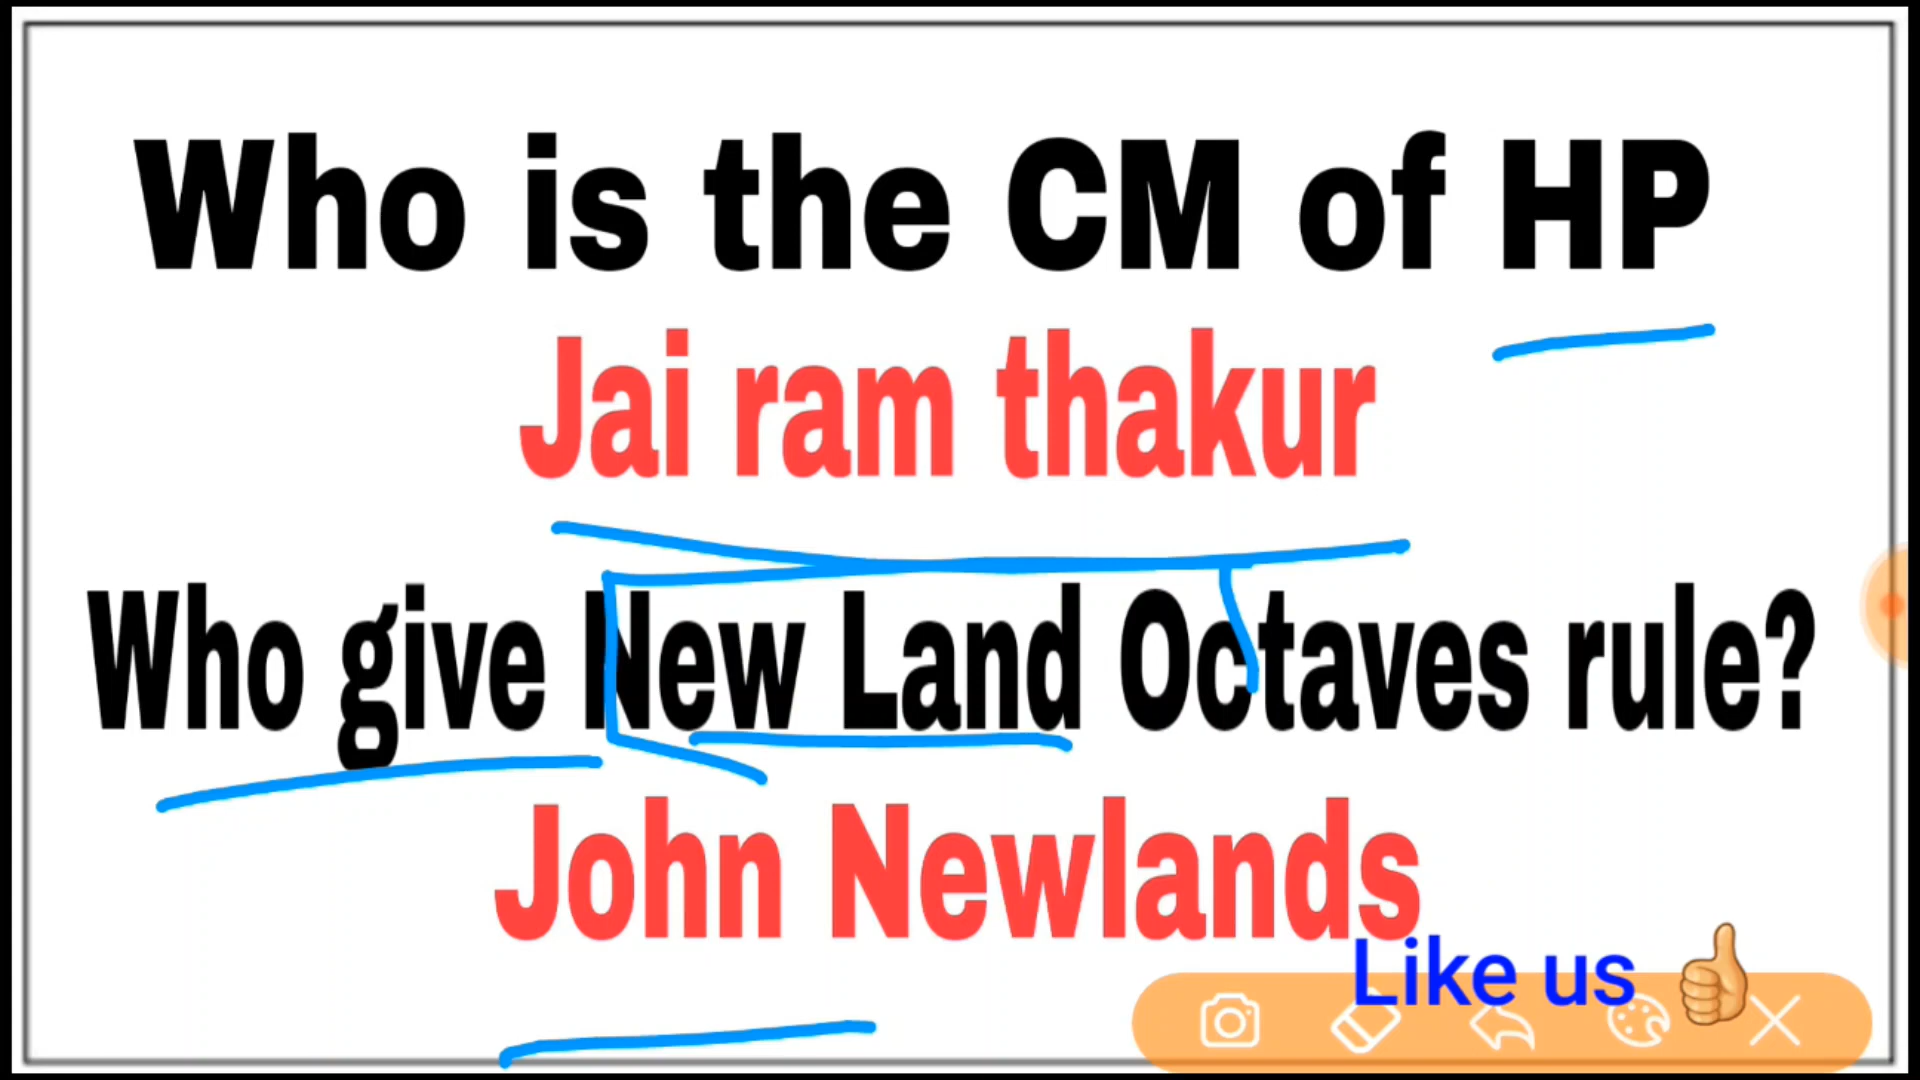 Who is the CM of HP
Jai ram thakur
Who give New Land Octaves rule?
John Newlands
Like us